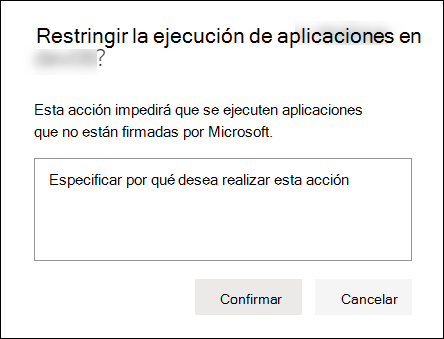 Restringir la ejecución de aplicaciones en
?
Esta acción impedirá que se ejecuten aplicaciones
que no están firmadas por Microsoft.
Especificar por qué desea realizar esta acción
Confirmar
Cancelar